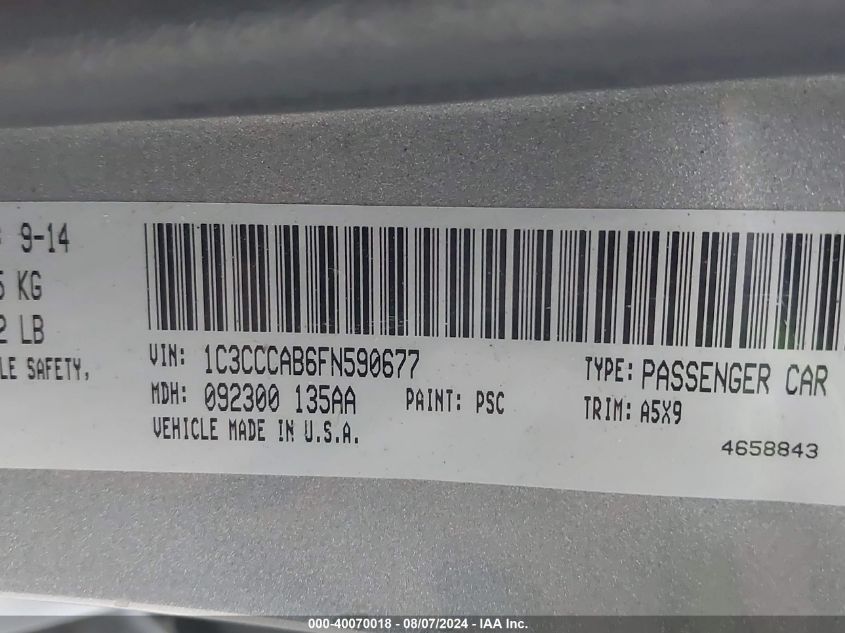 9-14
KG
LB
LE SAFETY,
VIN: 1C3CCCAB6FN590677
TYPE: PASSENGER CAR
MDH: 092300 135AA PAINT: PSC
TRIM: A5X9
VEHICLE MADE IN U.S.A.
4658843
000-40070018 - 08/07/2024 - IAA Inc.